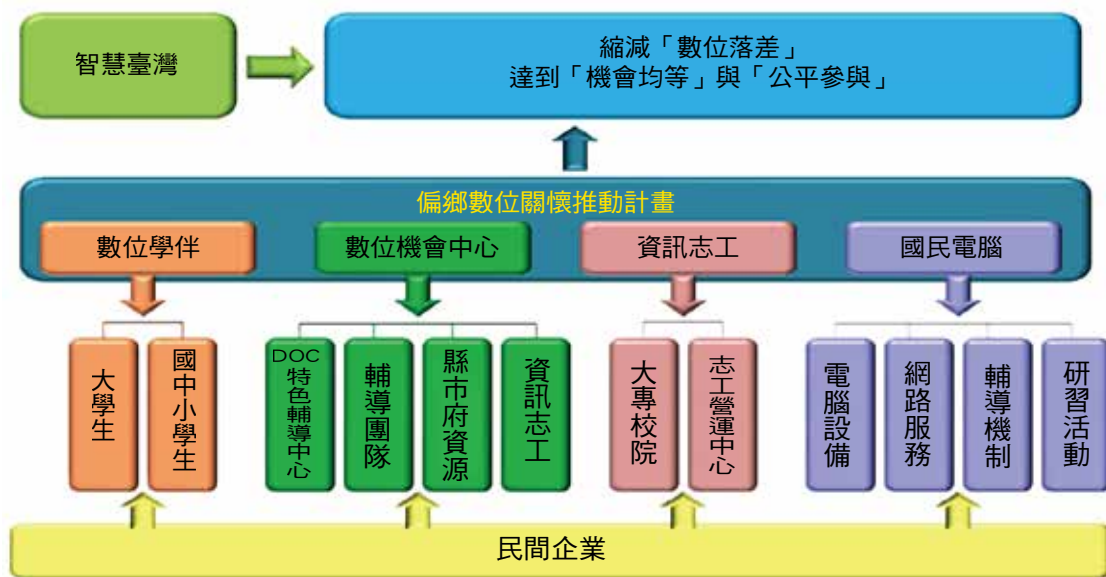 智慧臺灣
縮減「數位落差」
達到「機會均等」與「公平參與」
偏鄉數位關懷推動計畫
數位學伴
數位機會中心
資訊志工
國民電腦
大學生
國中小學生
DOC特色輔導中心
輔導團隊
縣市府資源
資訊志工
大專校院
志工營運中心
電腦設備
網路服務
輔導機制
研習活動
民間企業